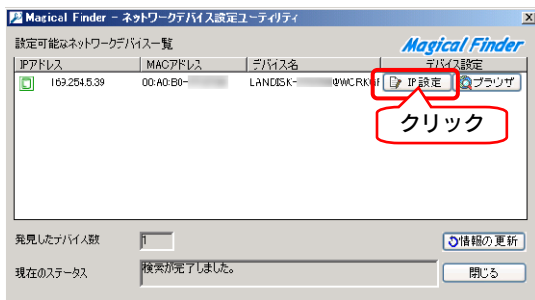 Magical Finder - ネットワークデバイス設定ユーティリティ
設定可能なネットワークデバイス一覧
Magical Finder
IPアドレス MACアドレス デバイス名 デバイス設定
169.254.5.39 00:A0:B0- LANDISK- IP設定 ブラウザ
クリック
発見したデバイス数 1 情報の更新
現在のステータス 検索が完了しました。 閉じる